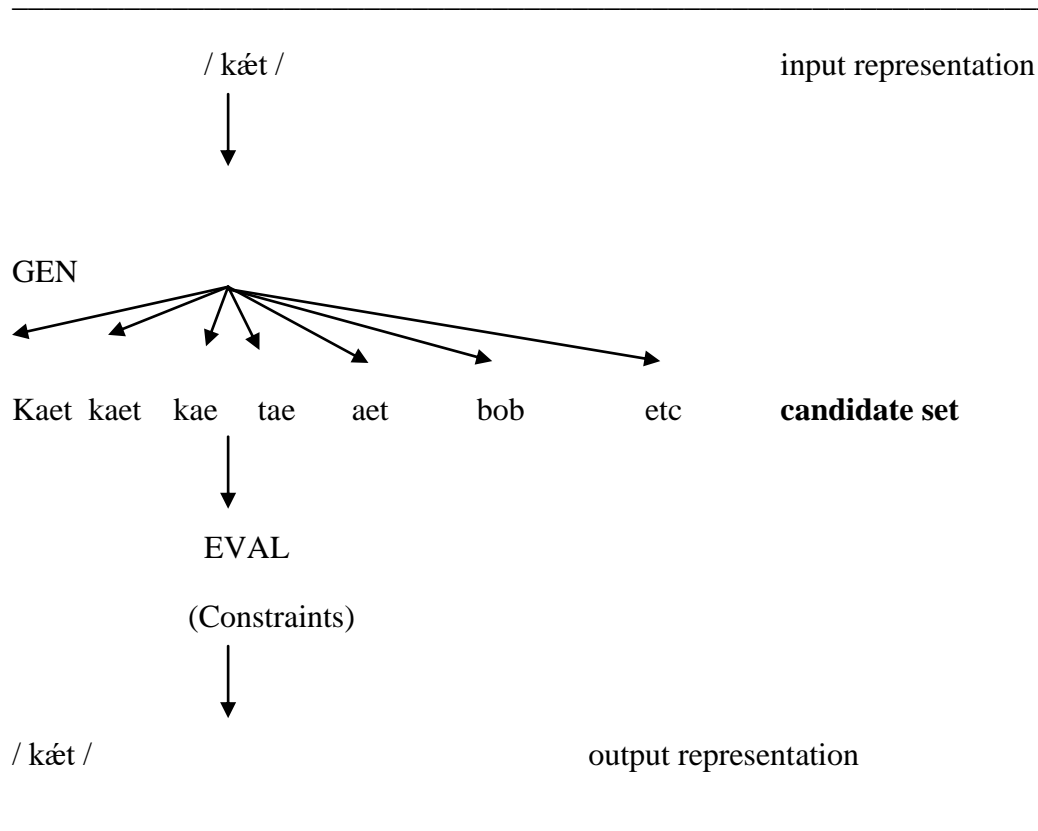 / kǽt / input representation
GEN
Kaet kaet kae tae aet bob etc candidate set
EVAL
(Constraints)
/ kǽt / output representation